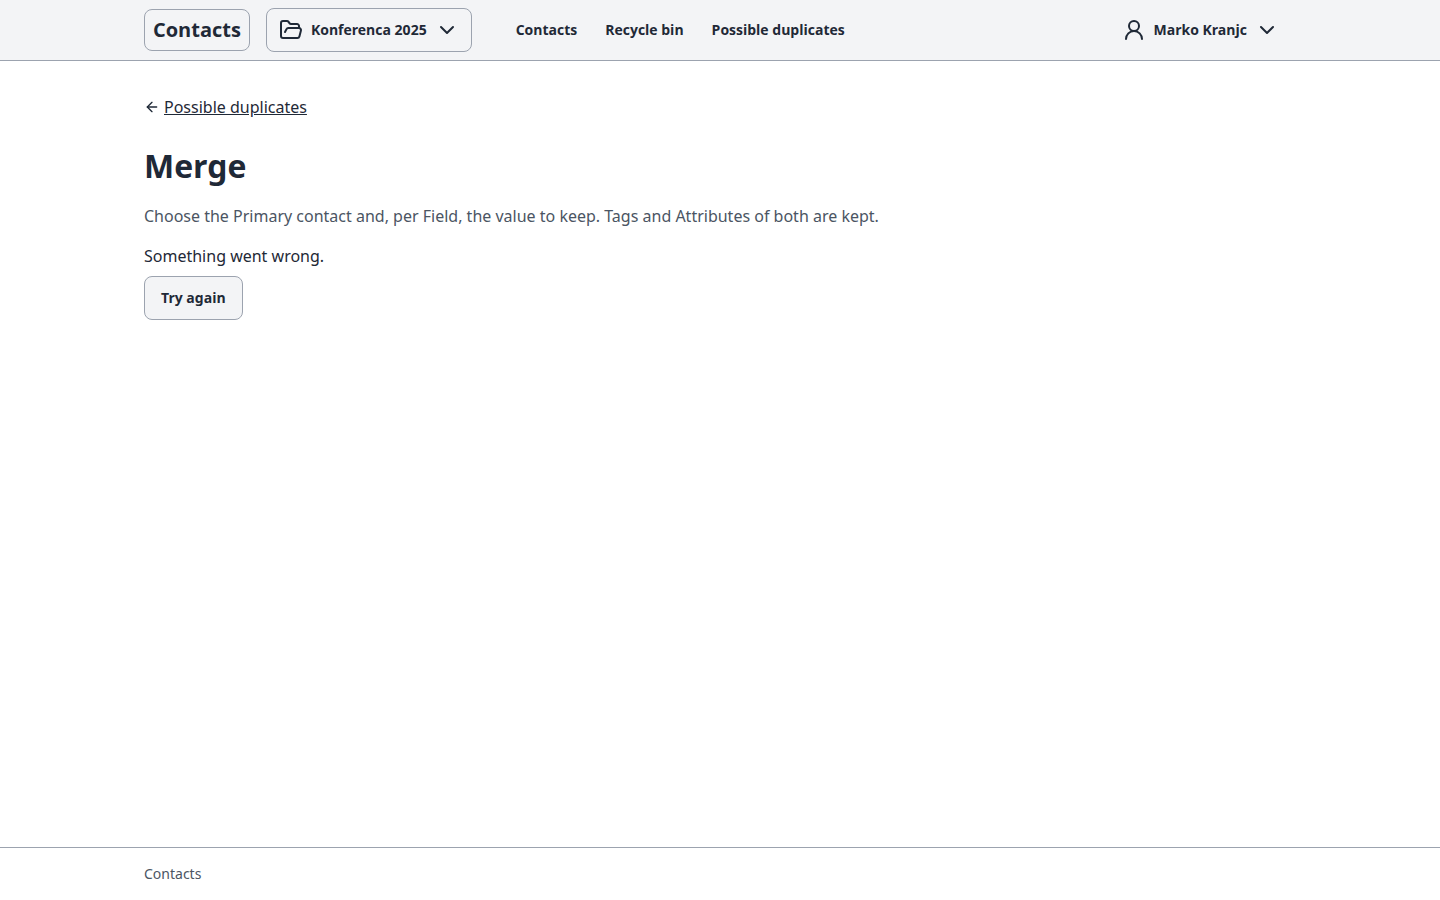 Contacts
Konferenca 2025
Contacts
Recycle bin
Possible duplicates
Marko Kranjc
Possible duplicates
Merge
Choose the Primary contact and, per Field, the value to keep. Tags and Attributes of both are kept.
Something went wrong.
Try again
Contacts